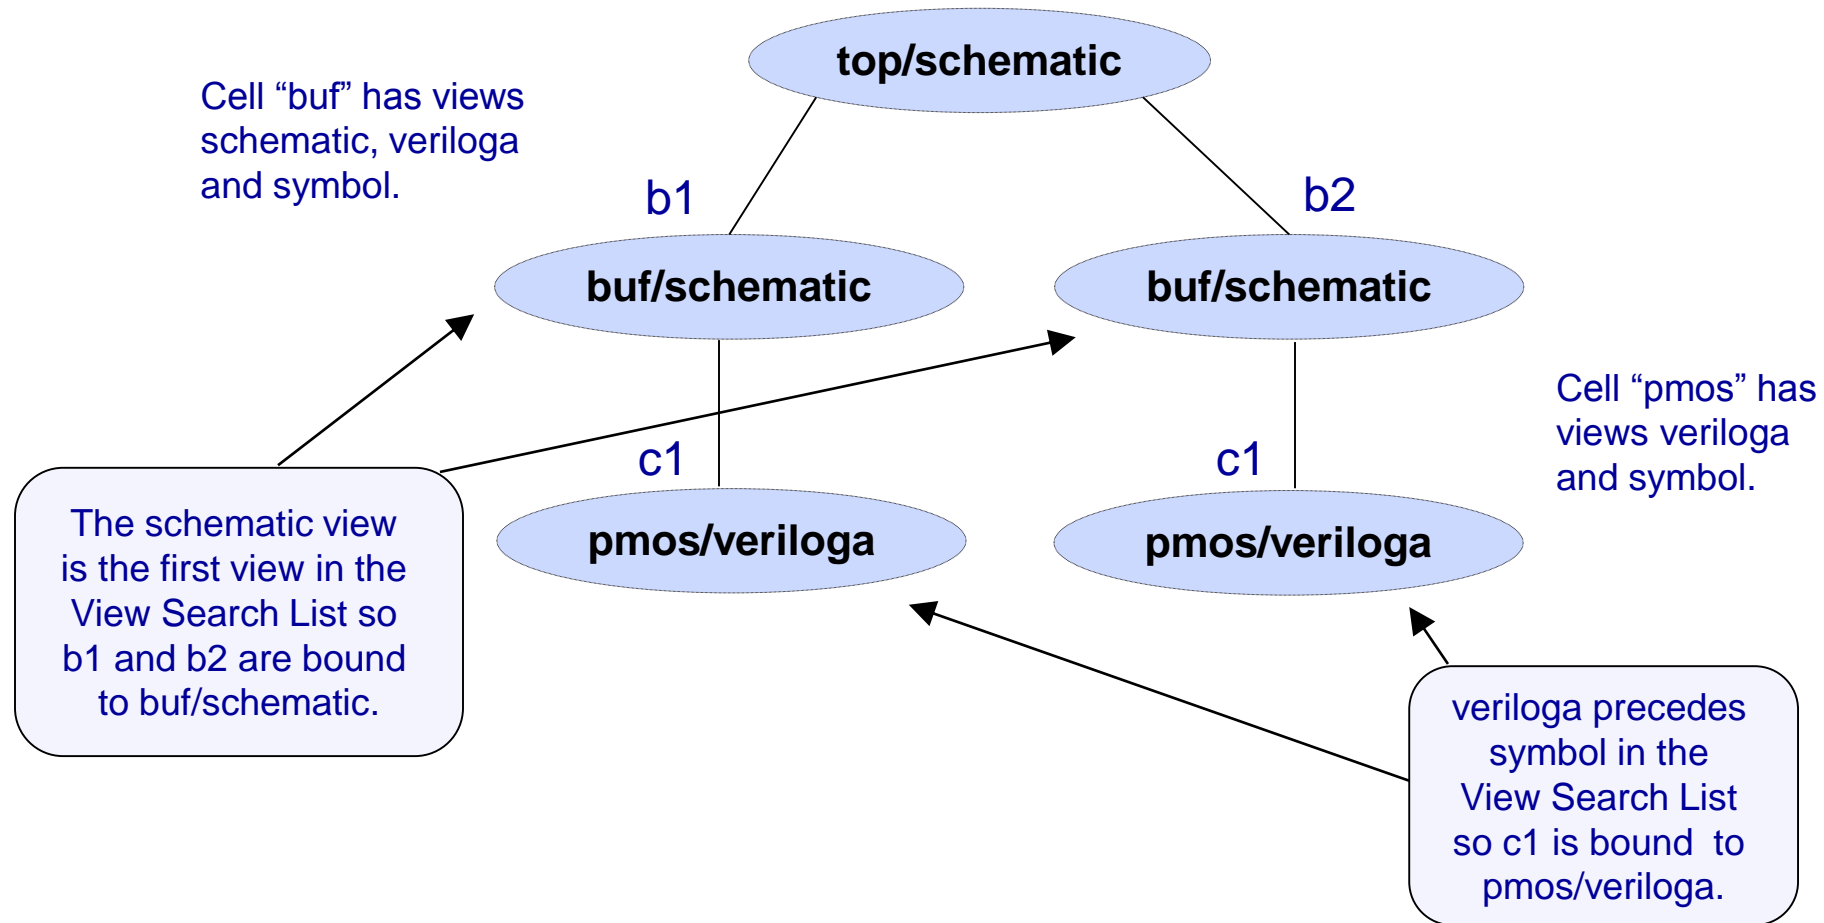 top/schematic
Cell “buf” has views
schematic, veriloga
and symbol.
b1
b2
buf/schematic
buf/schematic
Cell “pmos” has
views veriloga
and symbol.
c1
c1
The schematic view
is the first view in the
View Search List so
b1 and b2 are bound
to buf/schematic.
pmos/veriloga
pmos/veriloga
veriloga precedes
symbol in the
View Search List
so c1 is bound  to
pmos/veriloga.